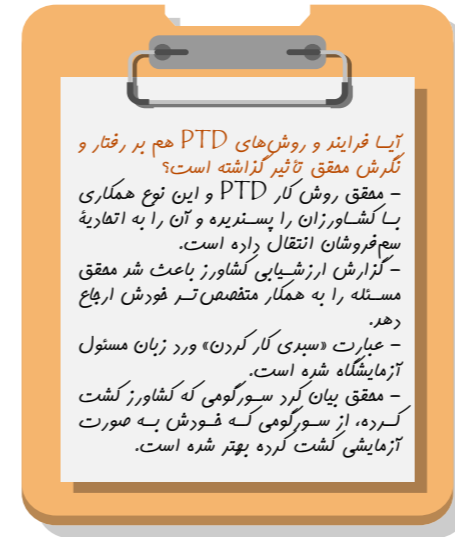 آیا فرایند و روش‌های PTD هم بر رفتار و
نگرش محقق تأثیر گزاشته است؟
– محقق روش کار PTD و این نوع همکاری
با کشاورزان را پسندیده و آن را به اتحادیهٔ
سم‌فروشان انتقال داده است.
– گزارش ارزشیابی کشاورز باعث شد محقق
مسئله را به همکار متخصص‌تر خودش ارجاع
دهد.
– عبارت «سبدی کار کردن» ورد زبان مسئول
آزمایشگاه شده است.
– محقق بیان کرد سورگومی که کشاورز کشت
کرده، از سورگومی که خودش به صورت
آزمایشی کشت کرده بهتر شده است.